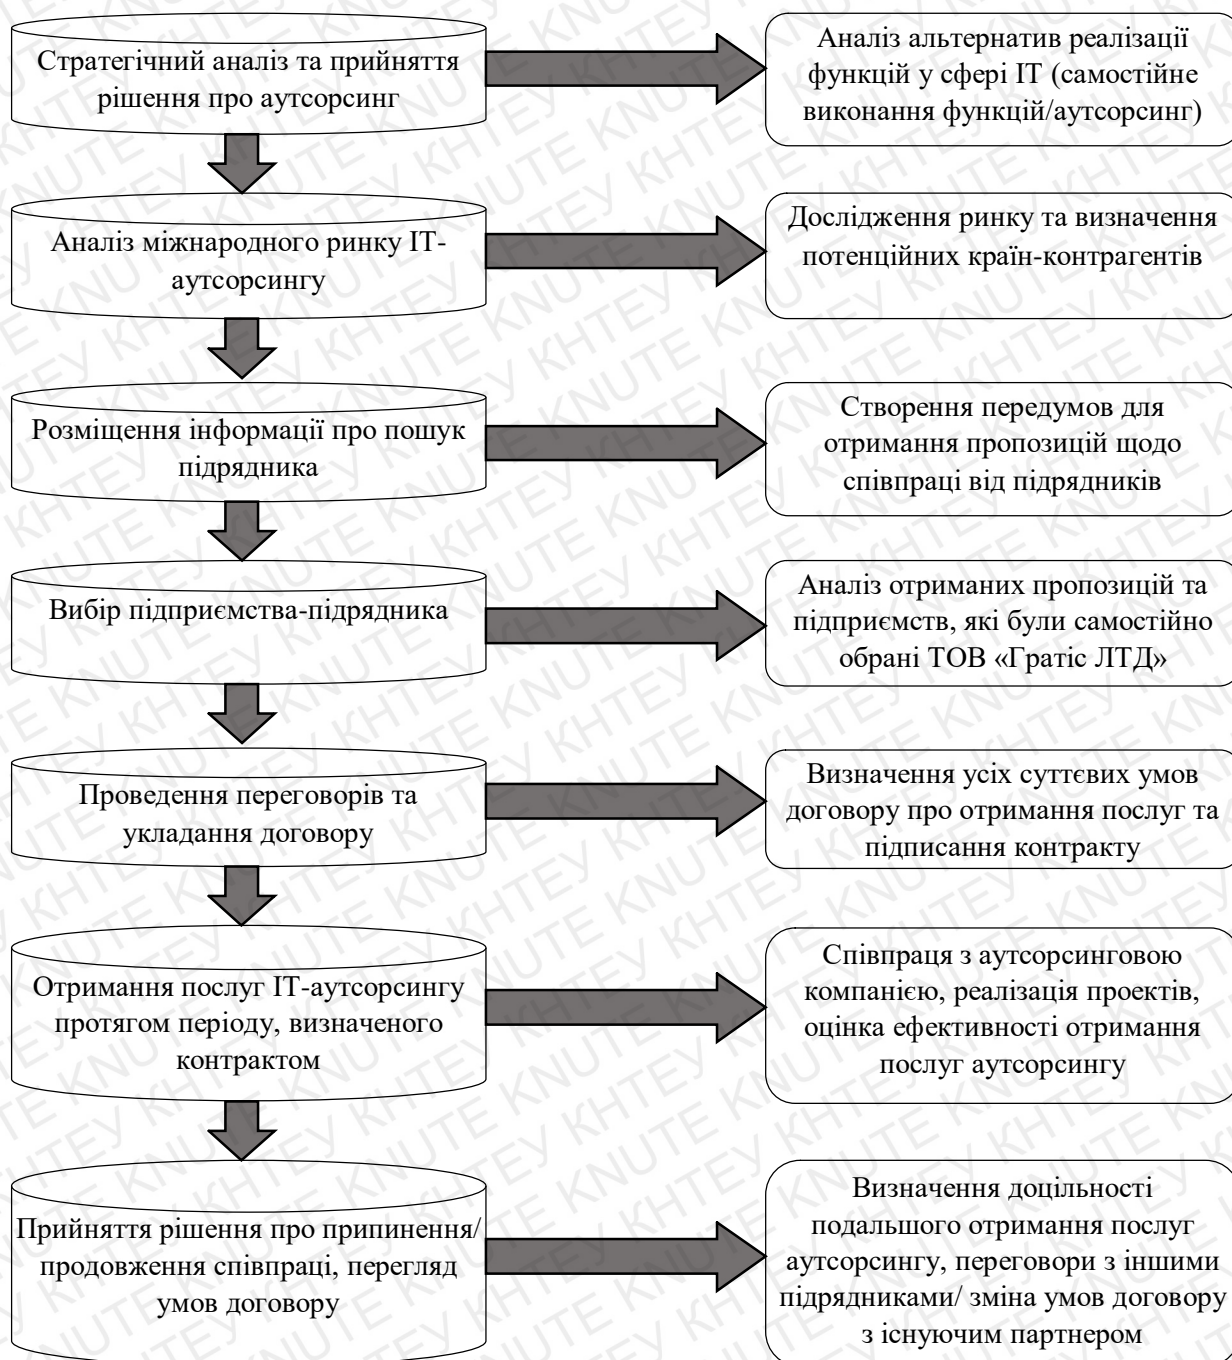 Стратегічний аналіз та прийняття
рішення про аутсорсинг
Аналіз альтернатив реалізації
функцій у сфері ІТ (самостійне
виконання функцій/аутсорсинг)
Аналіз міжнародного ринку ІТ-
аутсорсингу
Дослідження ринку та визначення
потенційних країн-контрагентів
Розміщення інформації про пошук
підрядника
Створення передумов для
отримання пропозицій щодо
співпраці від підрядників
Вибір підприємства-підрядника
Аналіз отриманих пропозицій та
підприємств, які були самостійно
обрані ТОВ «Гратіс ЛТД»
Проведення переговорів та
укладання договору
Визначення усіх суттєвих умов
договору про отримання послуг та
підписання контракту
Отримання послуг ІТ-аутсорсингу
протягом періоду, визначеного
контрактом
Співпраця з аутсорсинговою
компанією, реалізація проектів,
оцінка ефективності отримання
послуг аутсорсингу
Прийняття рішення про припинення/
продовження співпраці, перегляд
умов договору
Визначення доцільності
подальшого отримання послуг
аутсорсингу, переговори з іншими
підрядниками/ зміна умов договору
з існуючим партнером